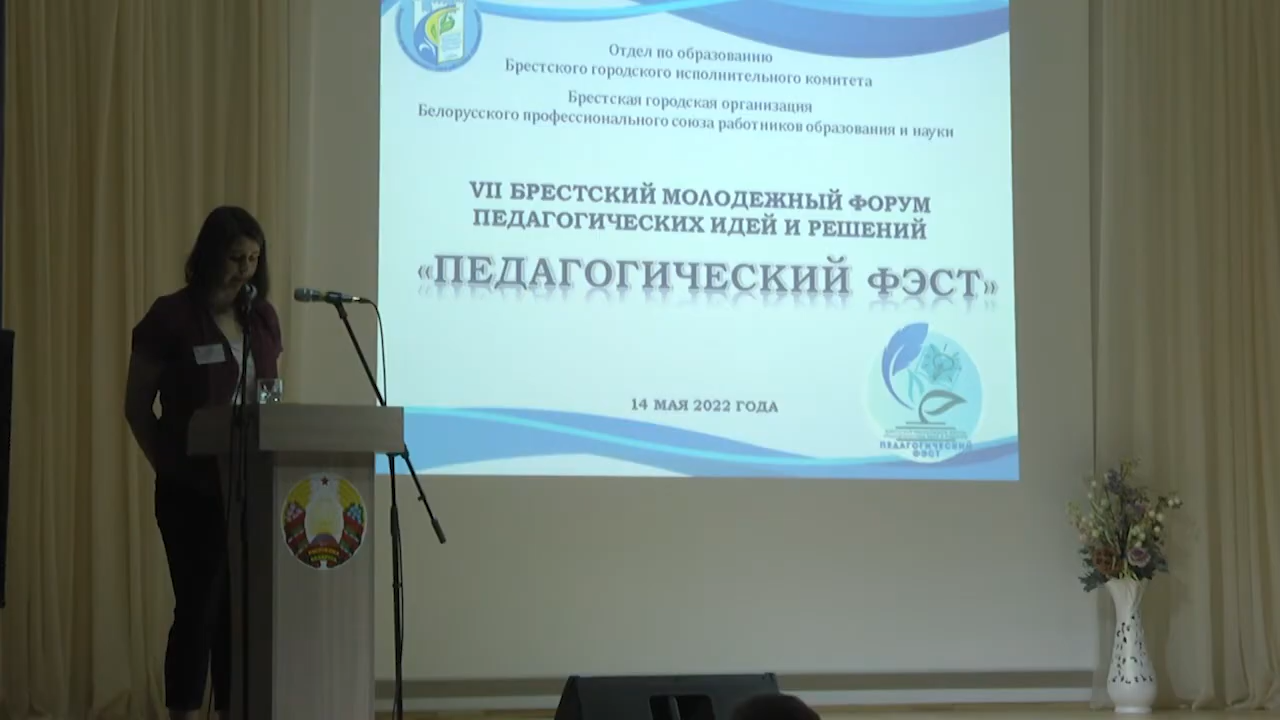 Отдел по образованию
Брестского городского исполнительного комитета
Брестская городская организация
Белорусского профессионального союза работников образования и науки
VII БРЕСТСКИЙ МОЛОДЕЖНЫЙ ФОРУМ
ПЕДАГОГИЧЕСКИХ ИДЕЙ И РЕШЕНИЙ
«ПЕДАГОГИЧЕСКИЙ ФЭСТ»
14 МАЯ 2022 ГОДА
ПЕДАГОГИЧЕСКИЙ
ФЭСТ